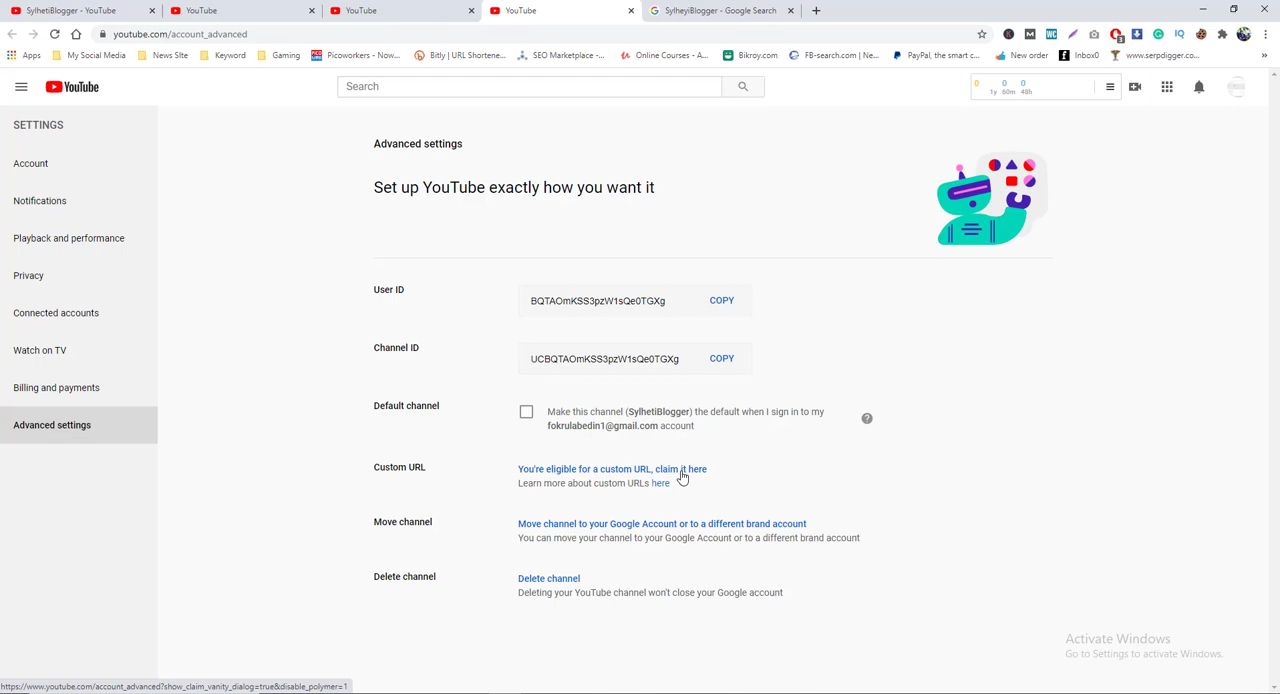 SylhetiBlogger - YouTube
YouTube
YouTube
YouTube
SylheyiBlogger - Google Search
youtube.com/account_advanced
Apps
My Social Media
News SIte
Keyword
Gaming
Picoworkers - Now...
Bitly | URL Shortene...
SEO Marketplace -...
Online Courses - A...
Bikroy.com
FB-search.com | Ne...
PayPal, the smart c...
New order
Inbox0
www.serpdigger.co...
YouTube
Search
0 0 0
1y 60m 48h
SETTINGS
Account
Notifications
Playback and performance
Privacy
Connected accounts
Watch on TV
Billing and payments
Advanced settings
Advanced settings
Set up YouTube exactly how you want it
User ID
BQTAOmKSS3pzW1sQe0TGXg
COPY
Channel ID
UCBQTAOmKSS3pzW1sQe0TGXg
COPY
Default channel
Make this channel (SylhetiBlogger) the default when I sign in to my
fokrulabedin1@gmail.com account
Custom URL
You're eligible for a custom URL, claim it here
Learn more about custom URLs here
Move channel
Move channel to your Google Account or to a different brand account
You can move your channel to your Google Account or to a different brand account
Delete channel
Delete channel
Deleting your YouTube channel won't close your Google account
Activate Windows
Go to Settings to activate Windows.
https://www.youtube.com/account_advanced?show_claim_vanity_dialog=true&disable_polymer=1